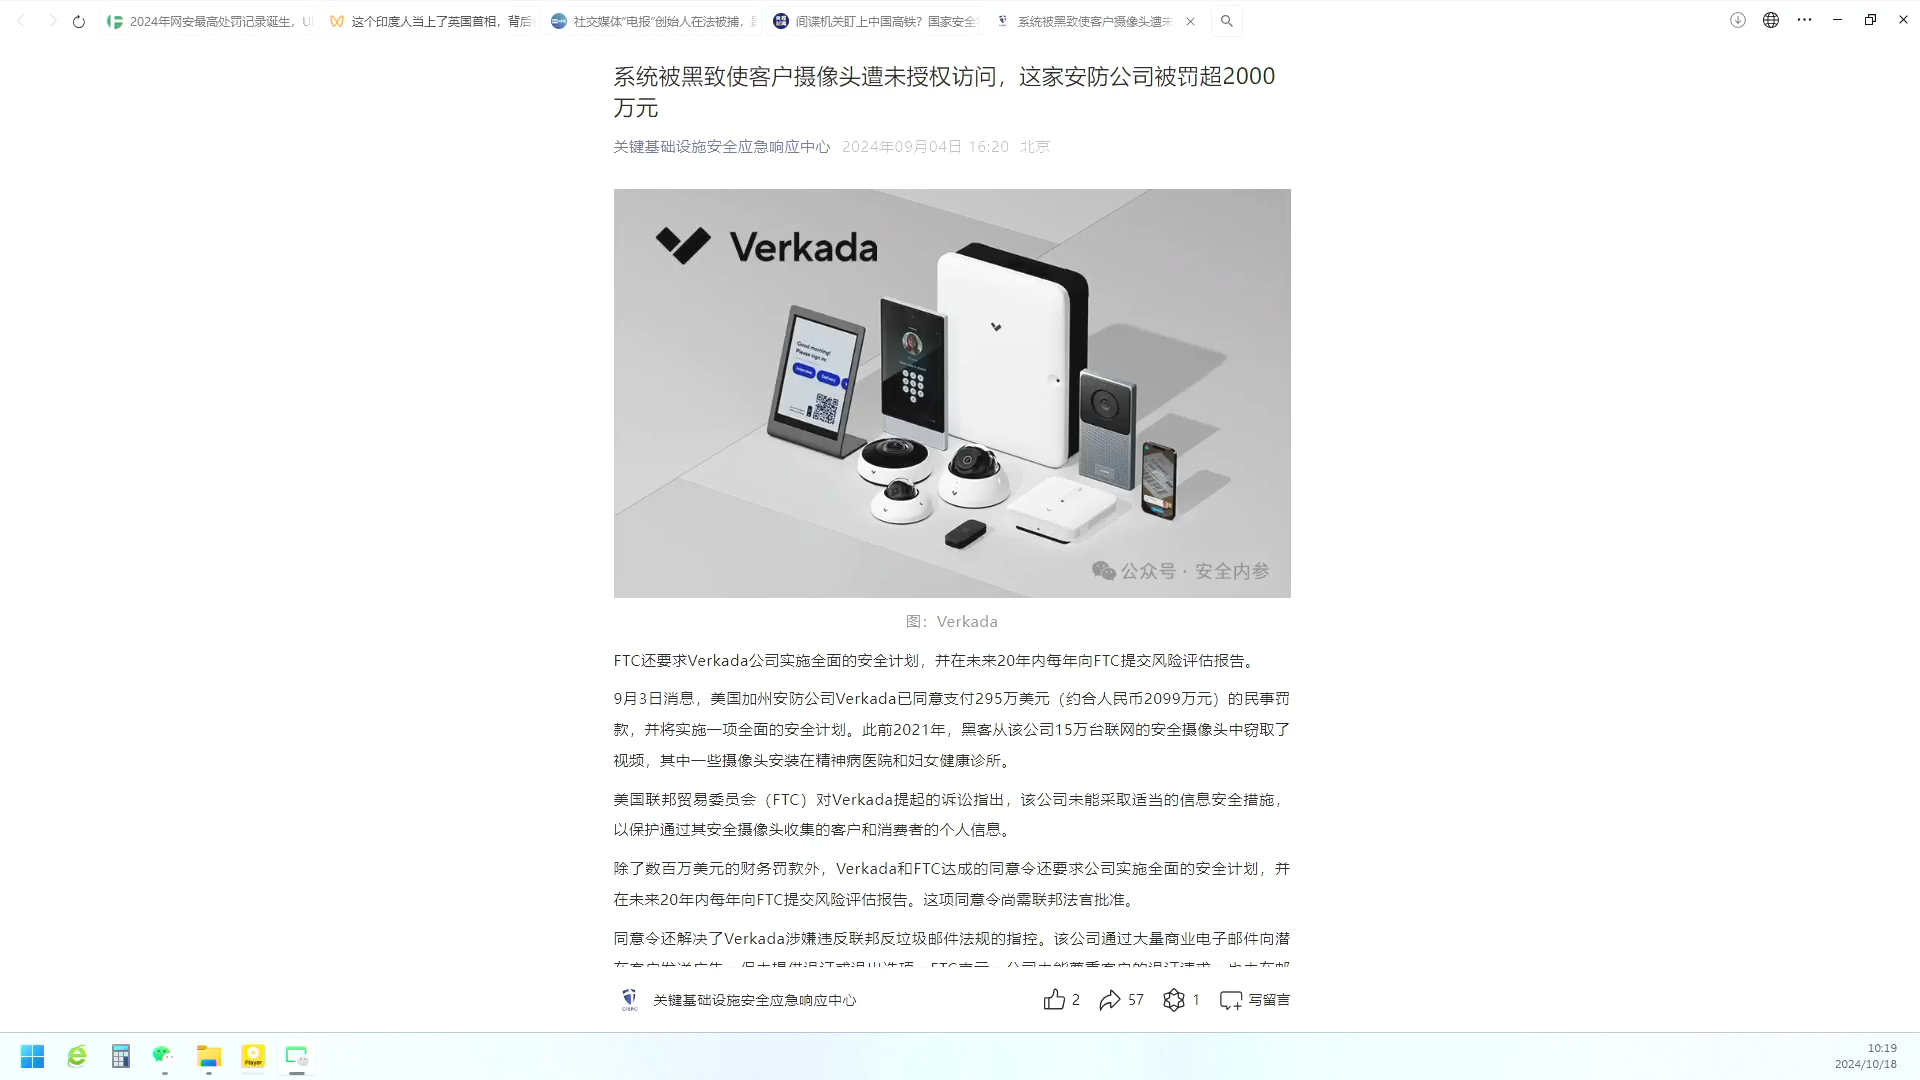 2024年网安最高处罚记录诞生，U
这个印度人当上了英国首相，背后
社交媒体“电报”创始人在法被捕，
间谍机关盯上中国高铁？国家安全
系统被黑致使客户摄像头遭未
系统被黑致使客户摄像头遭未授权访问，这家安防公司被罚超2000
万元
关键基础设施安全应急响应中心 2024年09月04日 16:20 北京
Verkada
Good morning!
Please sign in
公众号 · 安全内参
图：Verkada
FTC还要求Verkada公司实施全面的安全计划，并在未来20年内每年向FTC提交风险评估报告。
9月3日消息，美国加州安防公司Verkada已同意支付295万美元（约合人民币2099万元）的民事罚
款，并将实施一项全面的安全计划。此前2021年，黑客从该公司15万台联网的安全摄像头中窃取了
视频，其中一些摄像头安装在精神病医院和妇女健康诊所。
美国联邦贸易委员会（FTC）对Verkada提起的诉讼指出，该公司未能采取适当的信息安全措施，
以保护通过其安全摄像头收集的客户和消费者的个人信息。
除了数百万美元的财务罚款外，Verkada和FTC达成的同意令还要求公司实施全面的安全计划，并
在未来20年内每年向FTC提交风险评估报告。这项同意令尚需联邦法官批准。
同意令还解决了Verkada涉嫌违反联邦反垃圾邮件法规的指控。该公司通过大量商业电子邮件向潜
关键基础设施安全应急响应中心 2 57 1 写留言
Player
10:19
2024/10/18